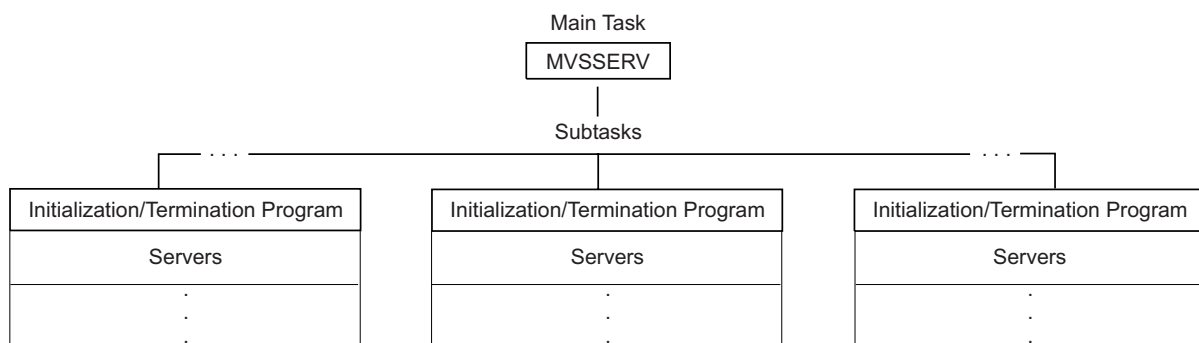 Main Task
MVSSERV
Subtasks
. . .
. . .
Initialization/Termination Program
Initialization/Termination Program
Initialization/Termination Program
Servers
Servers
Servers
.
.
.
.
.
.
.
.
.